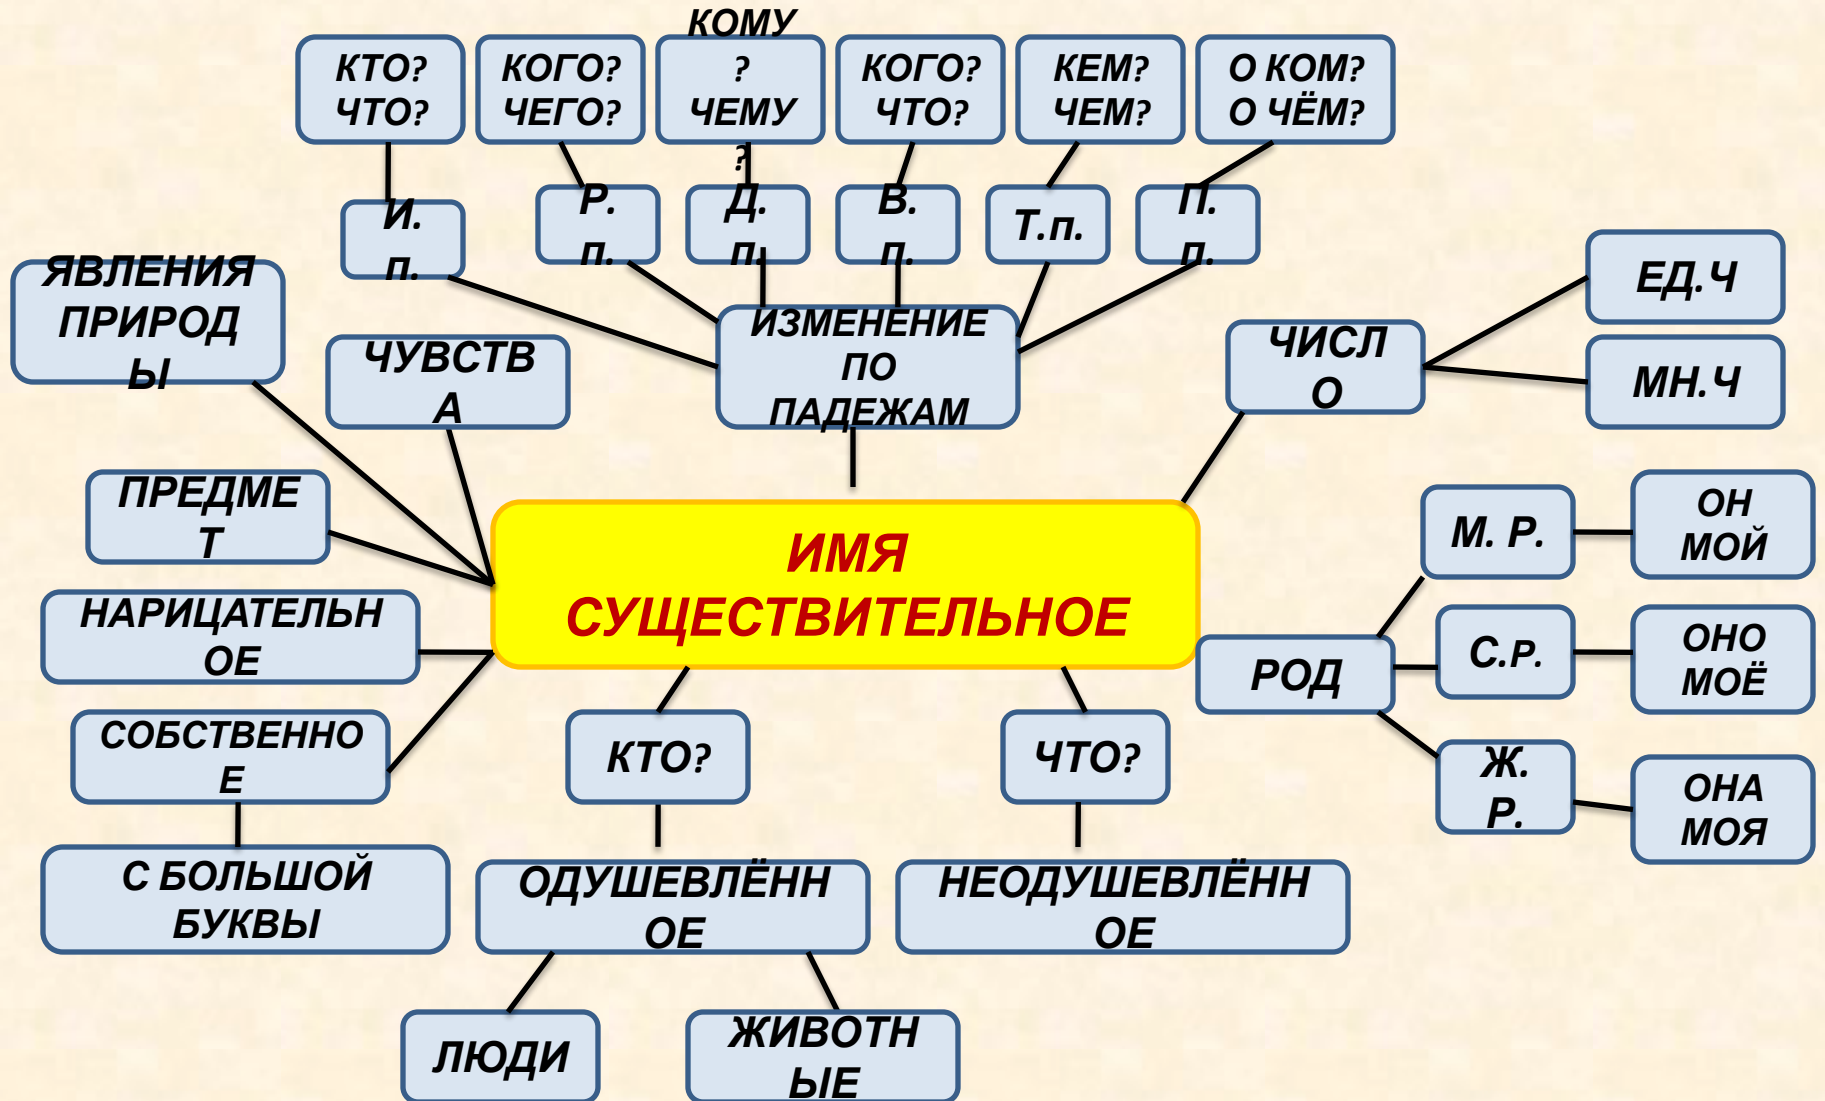 КТО?
ЧТО?
КОГО?
ЧЕГО?
КОМУ
?
ЧЕМУ
?
КОГО?
ЧТО?
КЕМ?
ЧЕМ?
О КОМ?
О ЧЁМ?
И.
п.
Р.
п.
Д.
п.
В.
п.
Т.п.
П.
п.
ЯВЛЕНИЯ
ПРИРОД
Ы
ЧУВСТВ
А
ИЗМЕНЕНИЕ
ПО
ПАДЕЖАМ
ЧИСЛ
О
ЕД.Ч
МН.Ч
ПРЕДМЕ
Т
ИМЯ
СУЩЕСТВИТЕЛЬНОЕ
М. Р.
ОН
МОЙ
НАРИЦАТЕЛЬН
ОЕ
РОД
С.Р.
ОНО
МОЁ
СОБСТВЕННО
Е
КТО?
ЧТО?
Ж.
Р.
ОНА
МОЯ
С БОЛЬШОЙ
БУКВЫ
ОДУШЕВЛЁНН
ОЕ
НЕОДУШЕВЛЁНН
ОЕ
ЛЮДИ
ЖИВОТН
ЫЕ